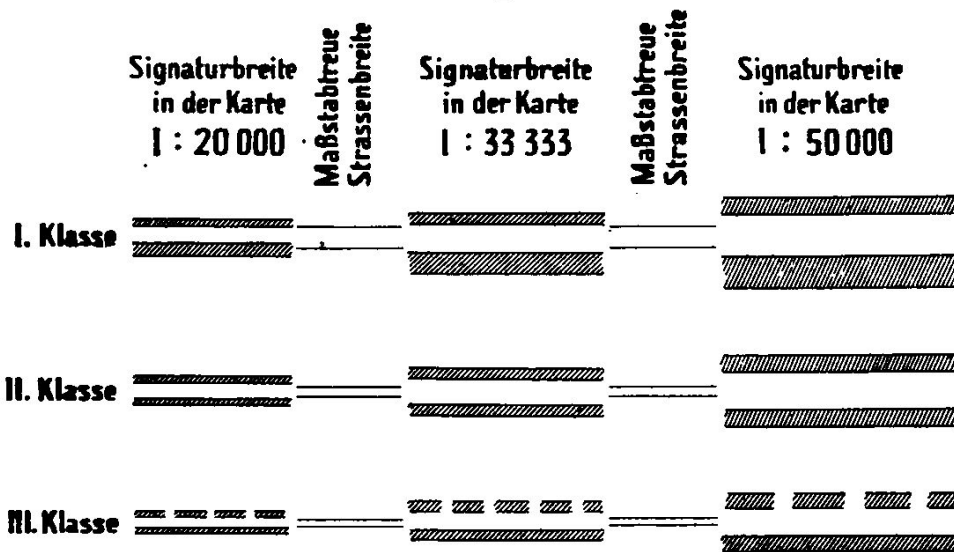 Signaturbreite
in der Karte
1 : 20 000
Maßstabtreue
Strassenbreite
Signaturbreite
in der Karte
1 : 33 333
Maßstabtreue
Strassenbreite
Signaturbreite
in der Karte
1 : 50 000
I. Klasse
II. Klasse
III. Klasse